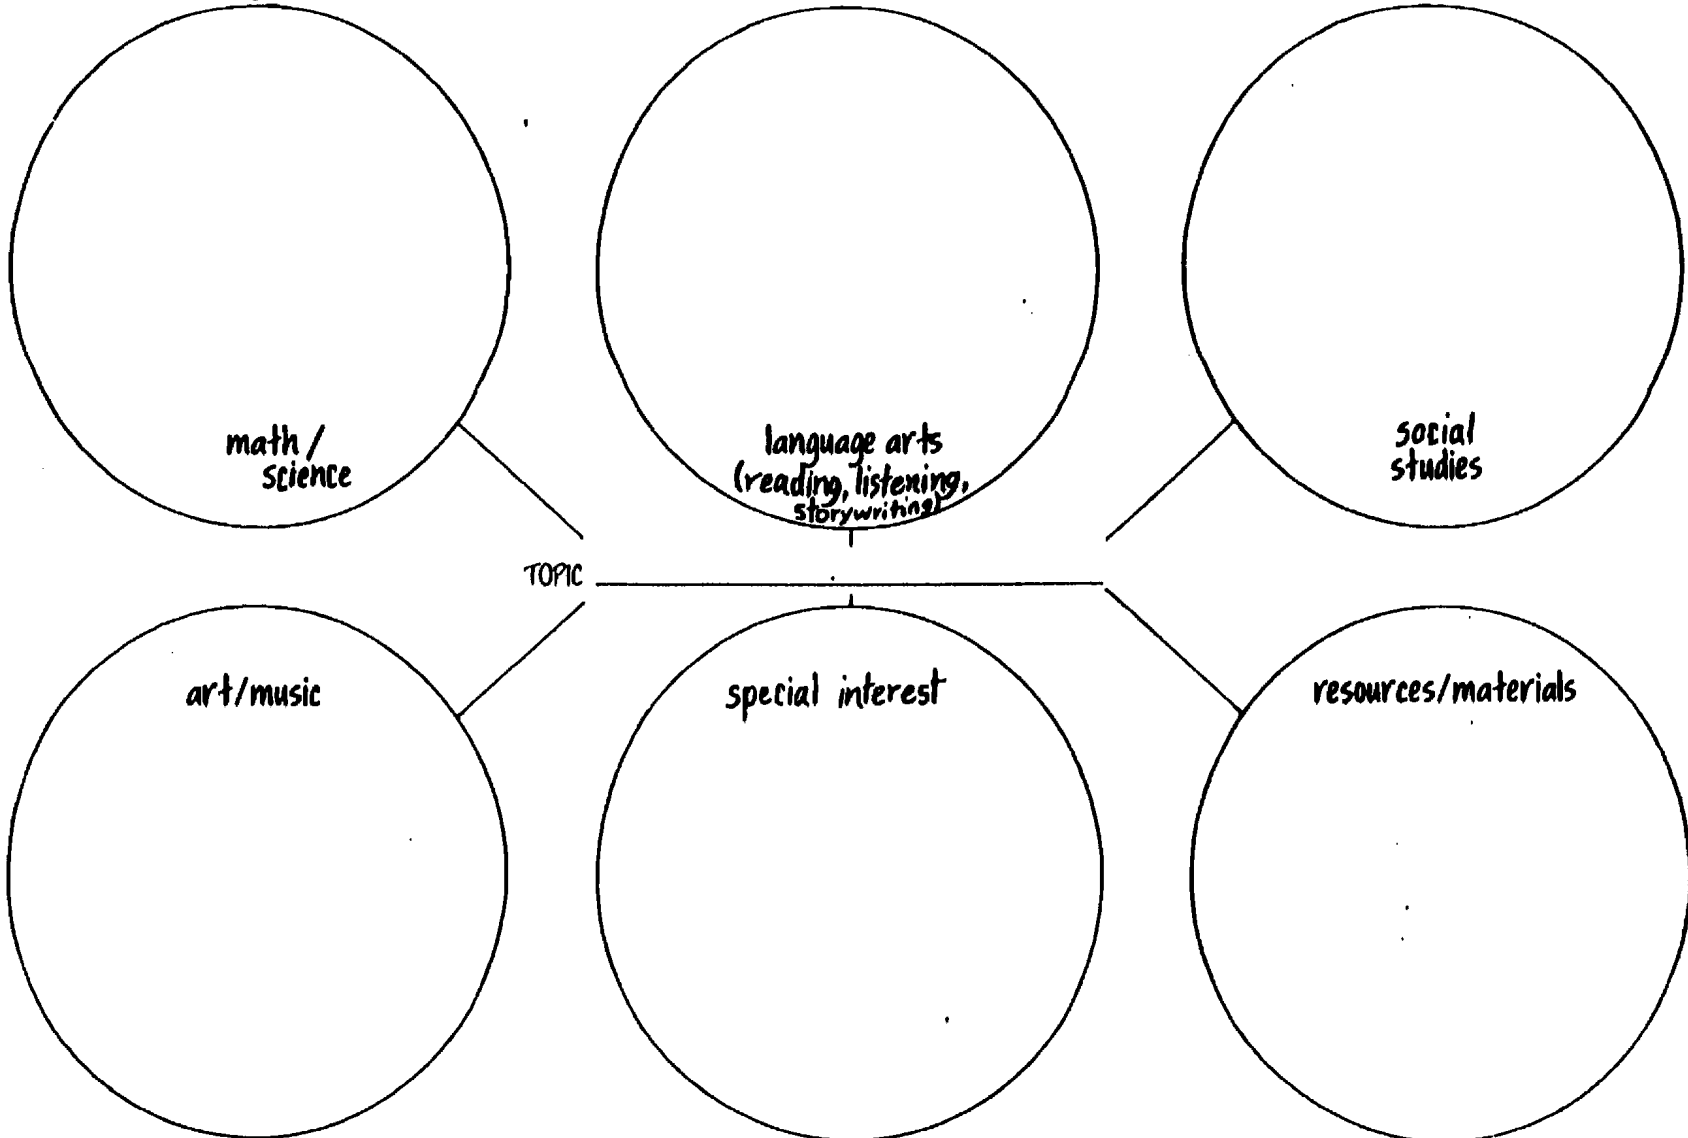 math /
science
language arts
(reading, listening,
storywriting)
social
studies
TOPIC
art/music
special interest
resources/materials